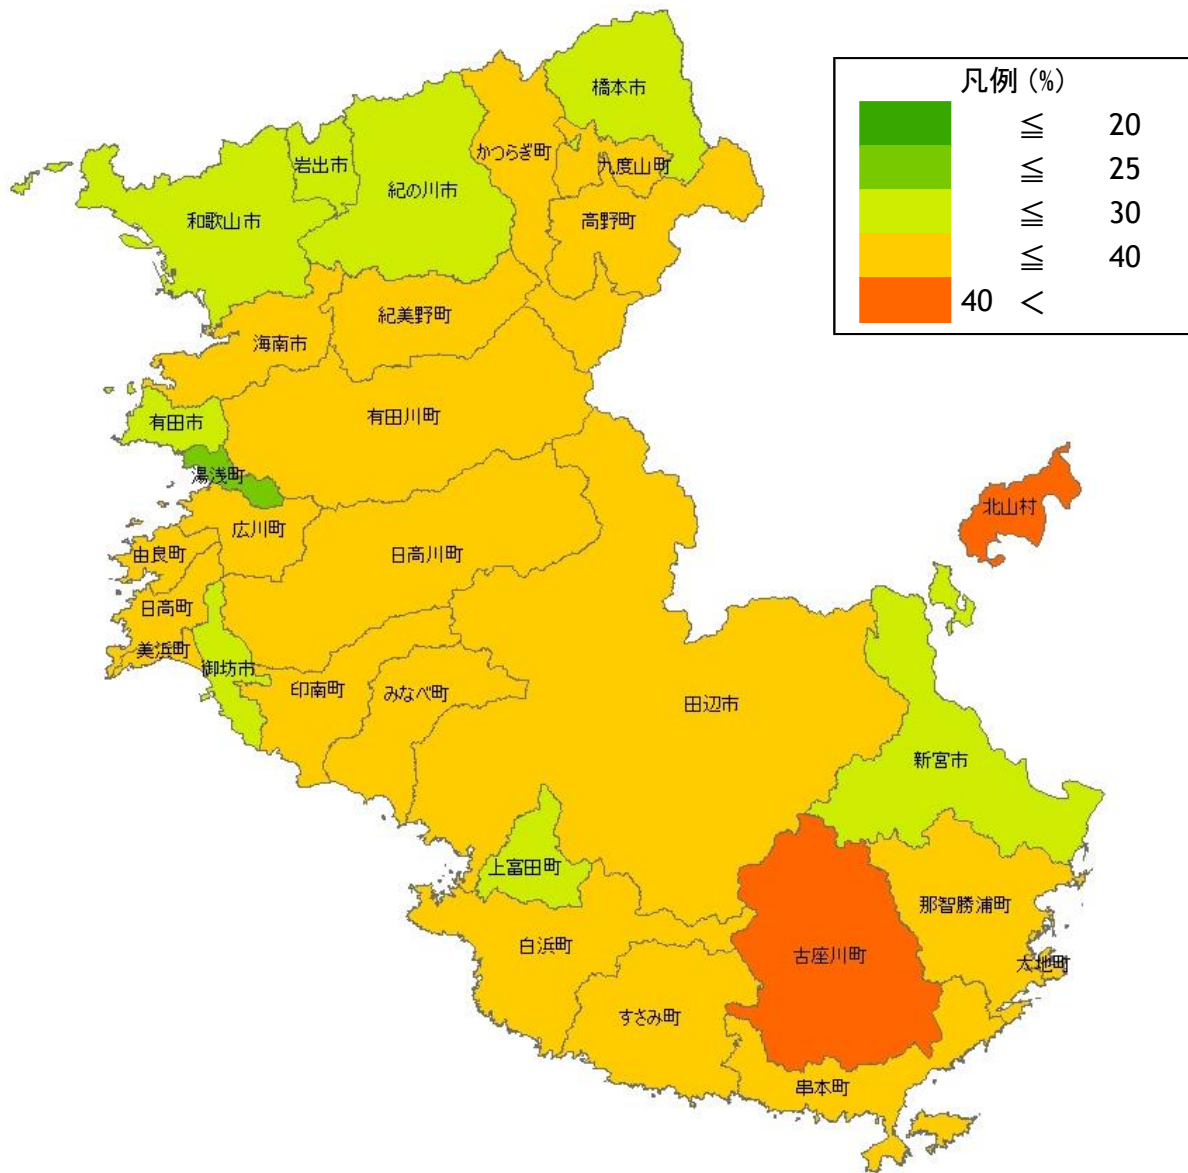 凡例 (%)
≦ 20
≦ 25
≦ 30
≦ 40
40 <
橋本市
かつらぎ町
九度山町
岩出市
紀の川市
和歌山市
高野町
紀美野町
海南市
有田市
有田川町
湯浅町
広川町
由良町
日高川町
日高町
美浜町
御坊市
印南町
みなべ町
田辺市
北山村
新宮市
上富田町
那智勝浦町
白浜町
古座川町
太地町
すさみ町
串本町